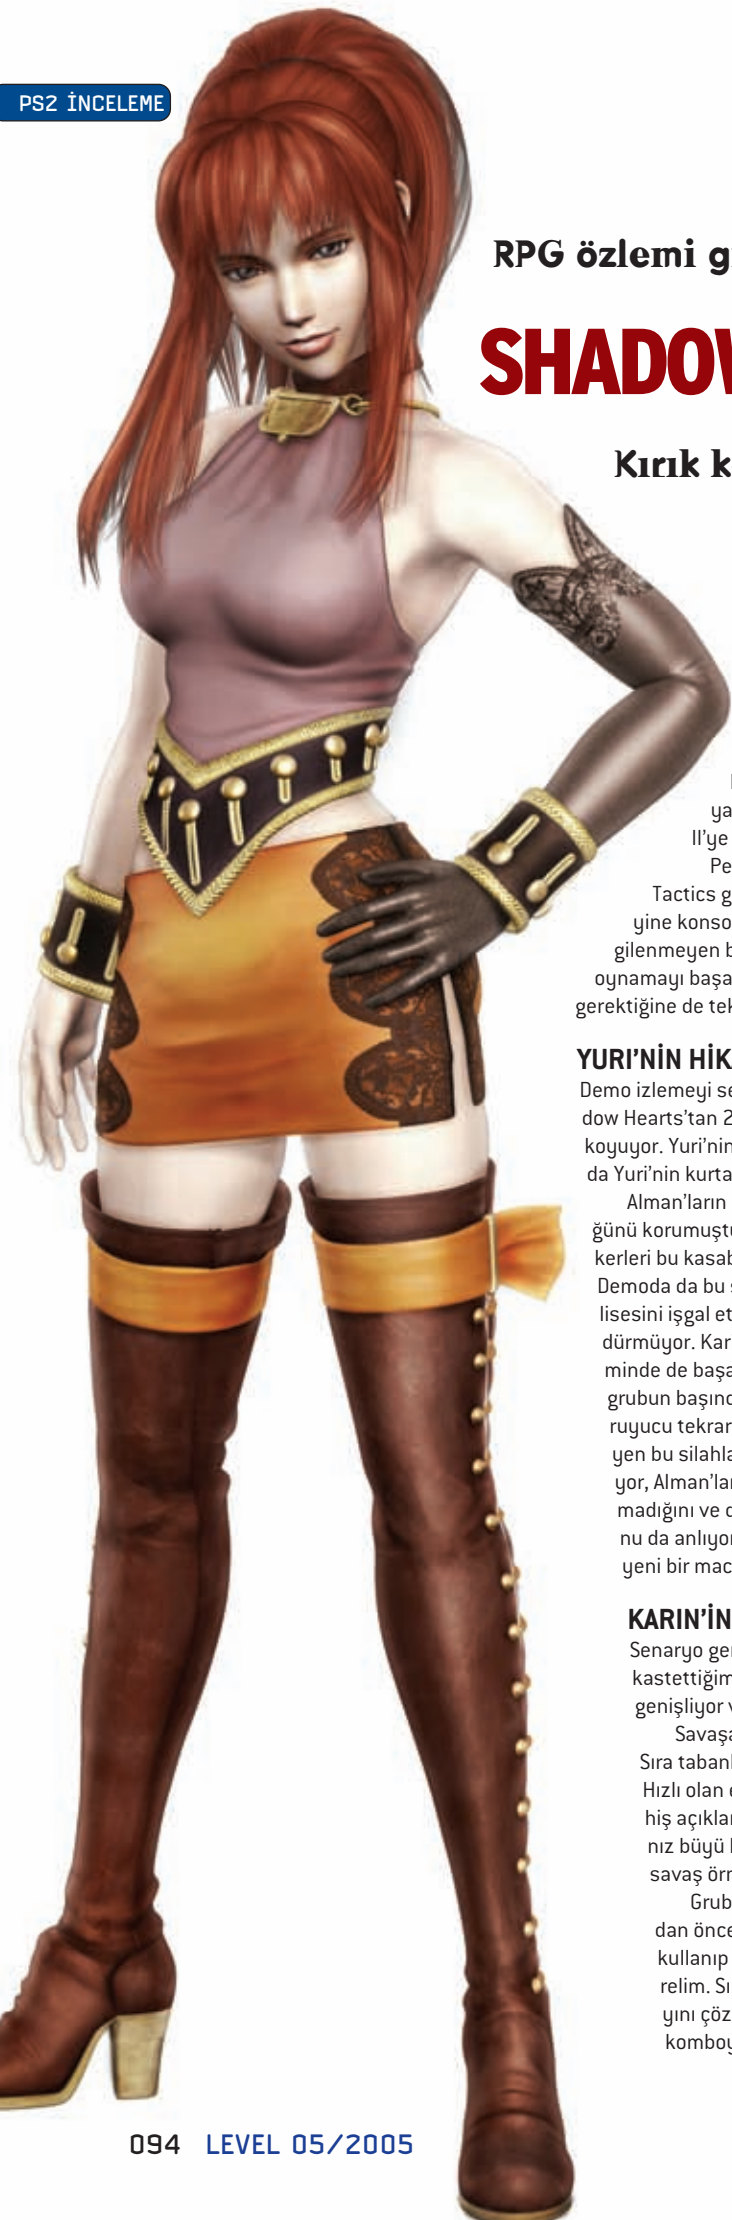 PS2 İNCELEME
RPG özlemi g
SHADOW
Kırık k
ya
II'ye
Pe
Tactics g
yine konso
gilenmeyen b
oynamayı başa
gerektiğine de tek
YURI'NİN HİK
Demo izlemeyi se
dow Hearts'tan 2
koyuyor. Yuri'nin
da Yuri'nin kurta
Alman'ların
ğünü korumuştu
kerleri bu kasab
Demoda da bu s
lisesini işgal et
dürmüyor. Kar
minde de başa
grubun başınd
ruyucu tekrar
yen bu silahla
yor, Alman'lar
madığını ve o
nu da anlıyor
yeni bir mac
KARIN'İN
Senaryo ger
kastettiğim
genişliyor v
Savaşa
Sıra tabanl
Hızlı olan e
hiş açıklar
nız büyü
savaş örn
Grub
dan önce
kullanıp
relim. Sı
yını çöz
komboy
094 LEVEL 05/2005